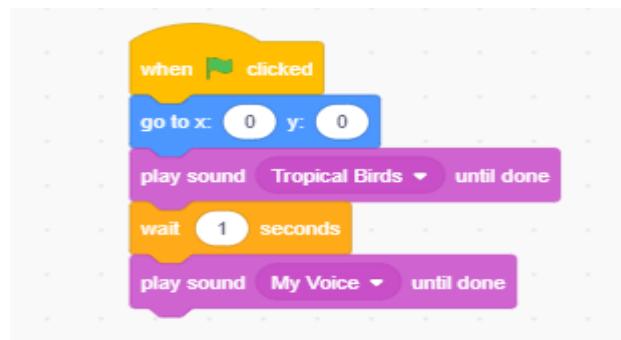 when clicked
go to x: 0 y: 0
play sound Tropical Birds until done
wait 1 seconds
play sound My Voice until done